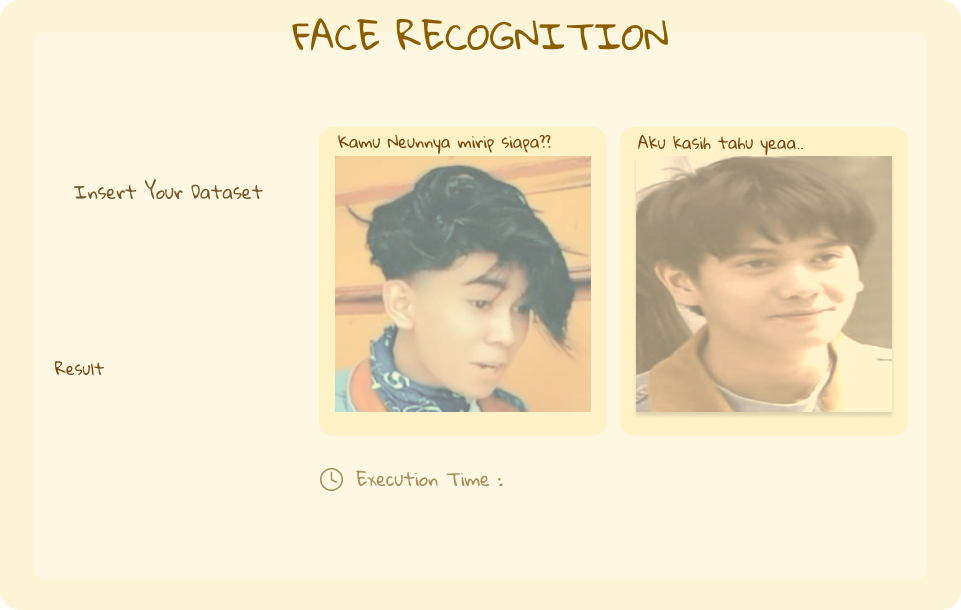 FACE RECOGNITION
Kamu Neunnya mirip siapa??
Aku kasih tahu yeaa..
Insert Your Dataset
Result
Execution Time :